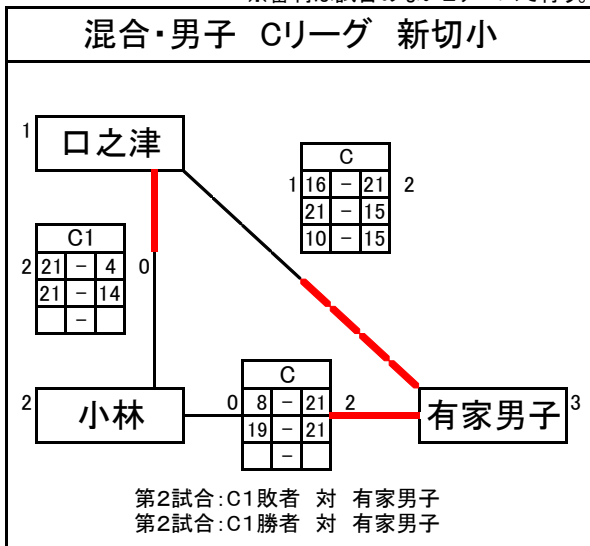 混合・男子 Cリーグ 新切小
1 口之津
C
1 16 - 21 2
21 - 15
10 - 15
C1
2 21 - 4 0
21 - 14
-
2 小林
C
0 8 - 21 2
19 - 21
-
有家男子 3
第2試合:C1敗者 対 有家男子
第2試合:C1勝者 対 有家男子